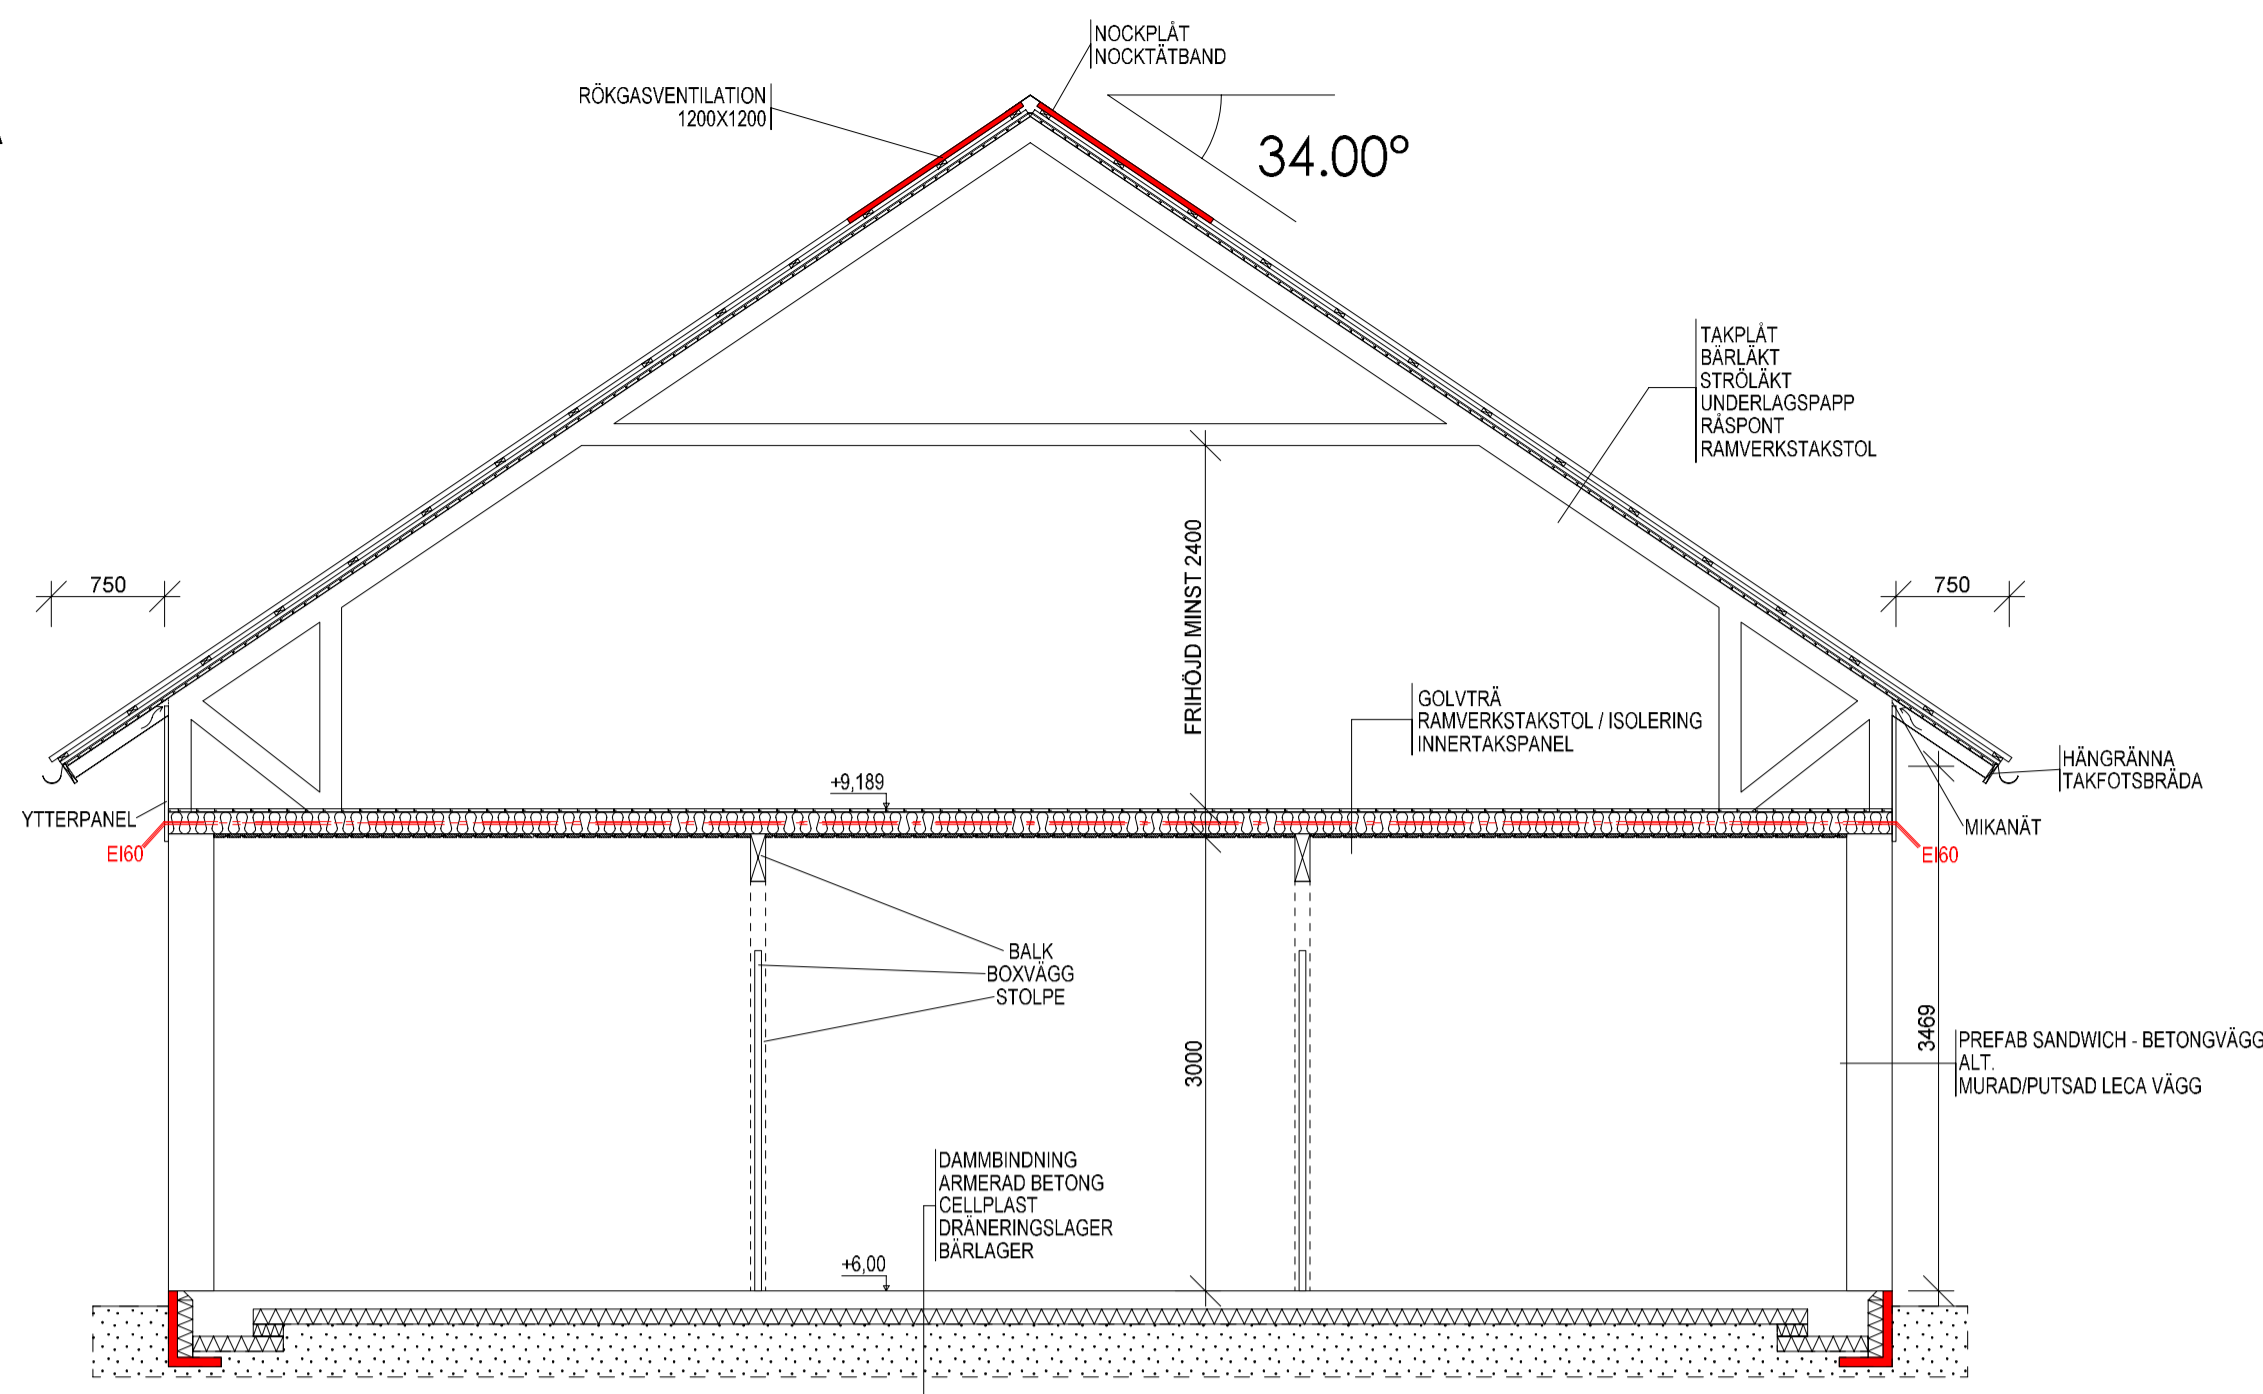 NOCKPLÅT
NOCKTÄTBAND
RÖKGASVENTILATION
1200X1200
34.00°
TAKPLÅT
BÄRLÄKT
STRÖLÄKT
UNDERLAGSPAPP
RÅSPONT
RAMVERKSTAKSTOL
750
750
FRIHÖJD MINST 2400
GOLVTRÄ
RAMVERKSTAKSTOL / ISOLERING
INNERTAKSPANEL
HÄNGRÄNNA
TAKFOTSBRÄDA
+9,189
YTTERPANEL
MIKANÄT
EI60
EI60
BALK
BOXVÄGG
STOLPE
3000
3469
PREFAB SANDWICH - BETONGVÄGG
ALT.
MURAD/PUTSAD LECA VÄGG
DAMMBINDNING
ARMERAD BETONG
CELLPLAST
DRÄNERINGSLAGER
BÄRLAGER
+6,00